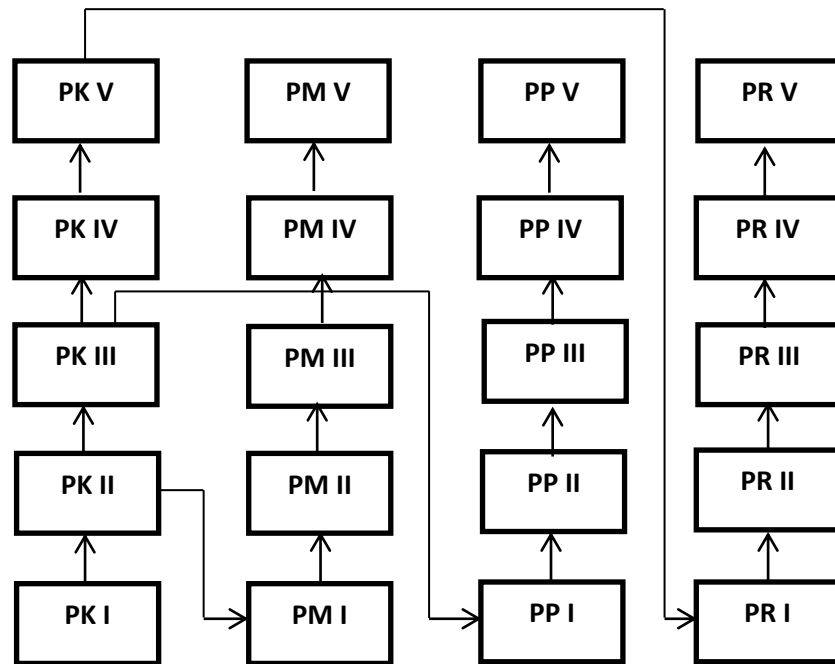 PK V
PM V
PP V
PR V
PK IV
PM IV
PP IV
PR IV
PK III
PM III
PP III
PR III
PK II
PM II
PP II
PR II
PK I
PM I
PP I
PR I